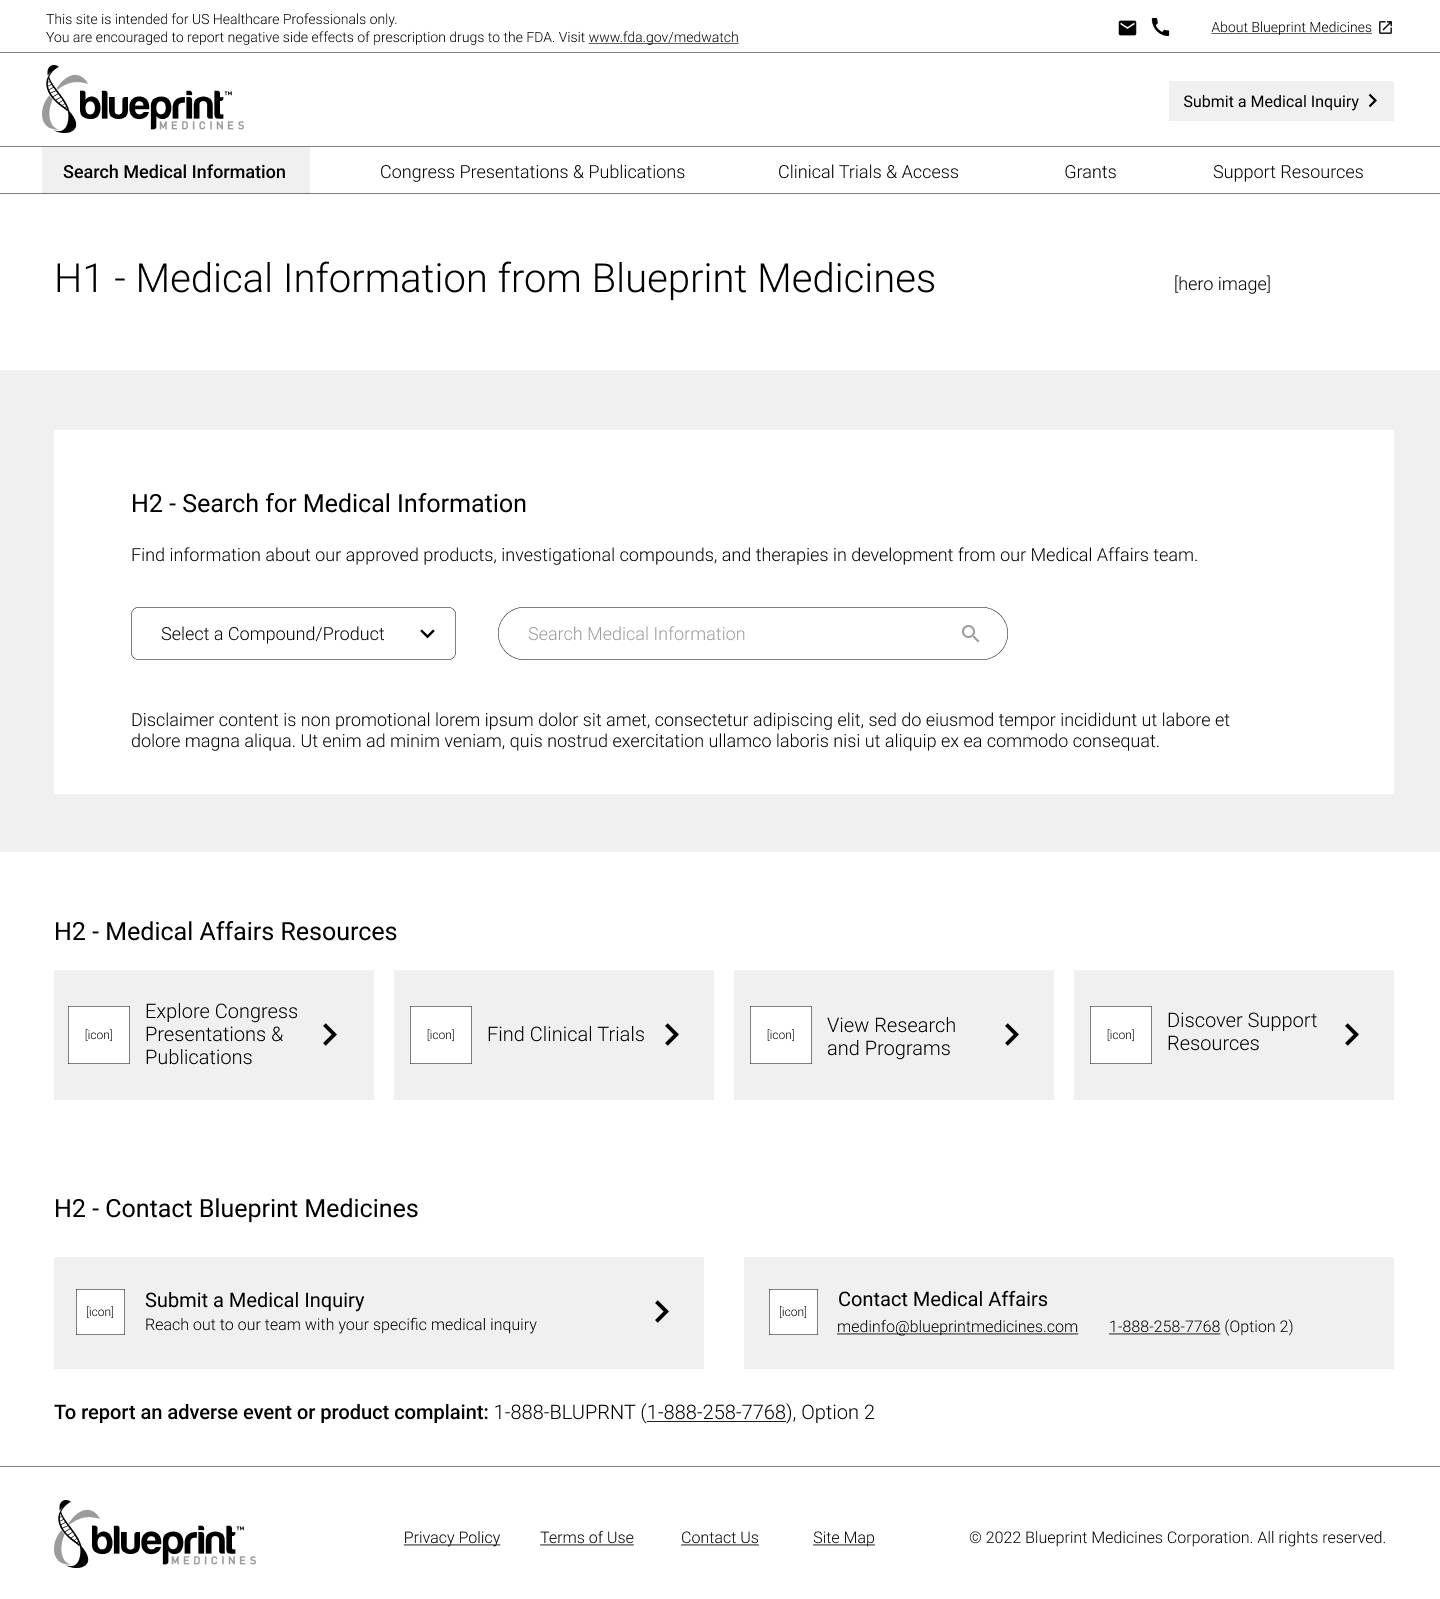 This site is intended for US Healthcare Professionals only.
You are encouraged to report negative side effects of prescription drugs to the FDA. Visit www.fda.gov/medwatch
About Blueprint Medicines
blueprint™
MEDICINES
Submit a Medical Inquiry
Search Medical Information
Congress Presentations & Publications
Clinical Trials & Access
Grants
Support Resources
H1 - Medical Information from Blueprint Medicines
[hero image]
H2 - Search for Medical Information
Find information about our approved products, investigational compounds, and therapies in development from our Medical Affairs team.
Select a Compound/Product
Search Medical Information
Disclaimer content is non promotional lorem ipsum dolor sit amet, consectetur adipiscing elit, sed do eiusmod tempor incididunt ut labore et
dolore magna aliqua. Ut enim ad minim veniam, quis nostrud exercitation ullamco laboris nisi ut aliquip ex ea commodo consequat.
H2 - Medical Affairs Resources
[icon]
Explore Congress
Presentations &
Publications
[icon]
Find Clinical Trials
[icon]
View Research
and Programs
[icon]
Discover Support
Resources
H2 - Contact Blueprint Medicines
[icon]
Submit a Medical Inquiry
Reach out to our team with your specific medical inquiry
[icon]
Contact Medical Affairs
medinfo@blueprintmedicines.com
1-888-258-7768 (Option 2)
To report an adverse event or product complaint: 1-888-BLUPRNT (1-888-258-7768), Option 2
blueprint™
MEDICINES
Privacy Policy
Terms of Use
Contact Us
Site Map
© 2022 Blueprint Medicines Corporation. All rights reserved.